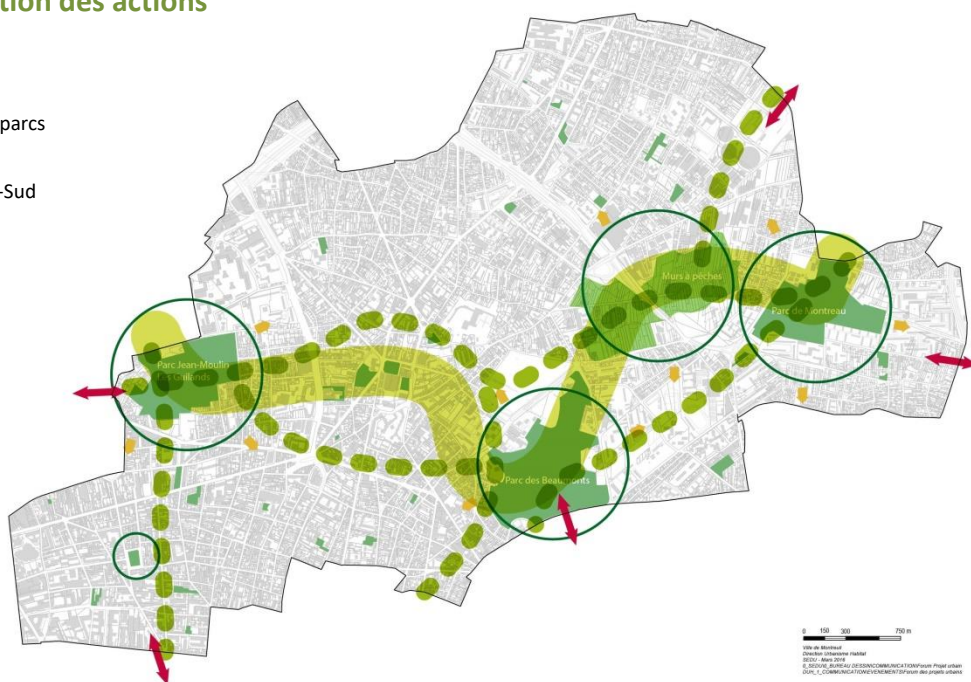 tion des actions
parcs
-Sud
Murs à pêches
Parc de Montreau
Parc Jean-Moulin
Les Guilands
Parc des Beaumonts
0 150 300 750 m
Ville de Montreuil
Direction Urbanisme Habitat
SEDU - Mars 2016